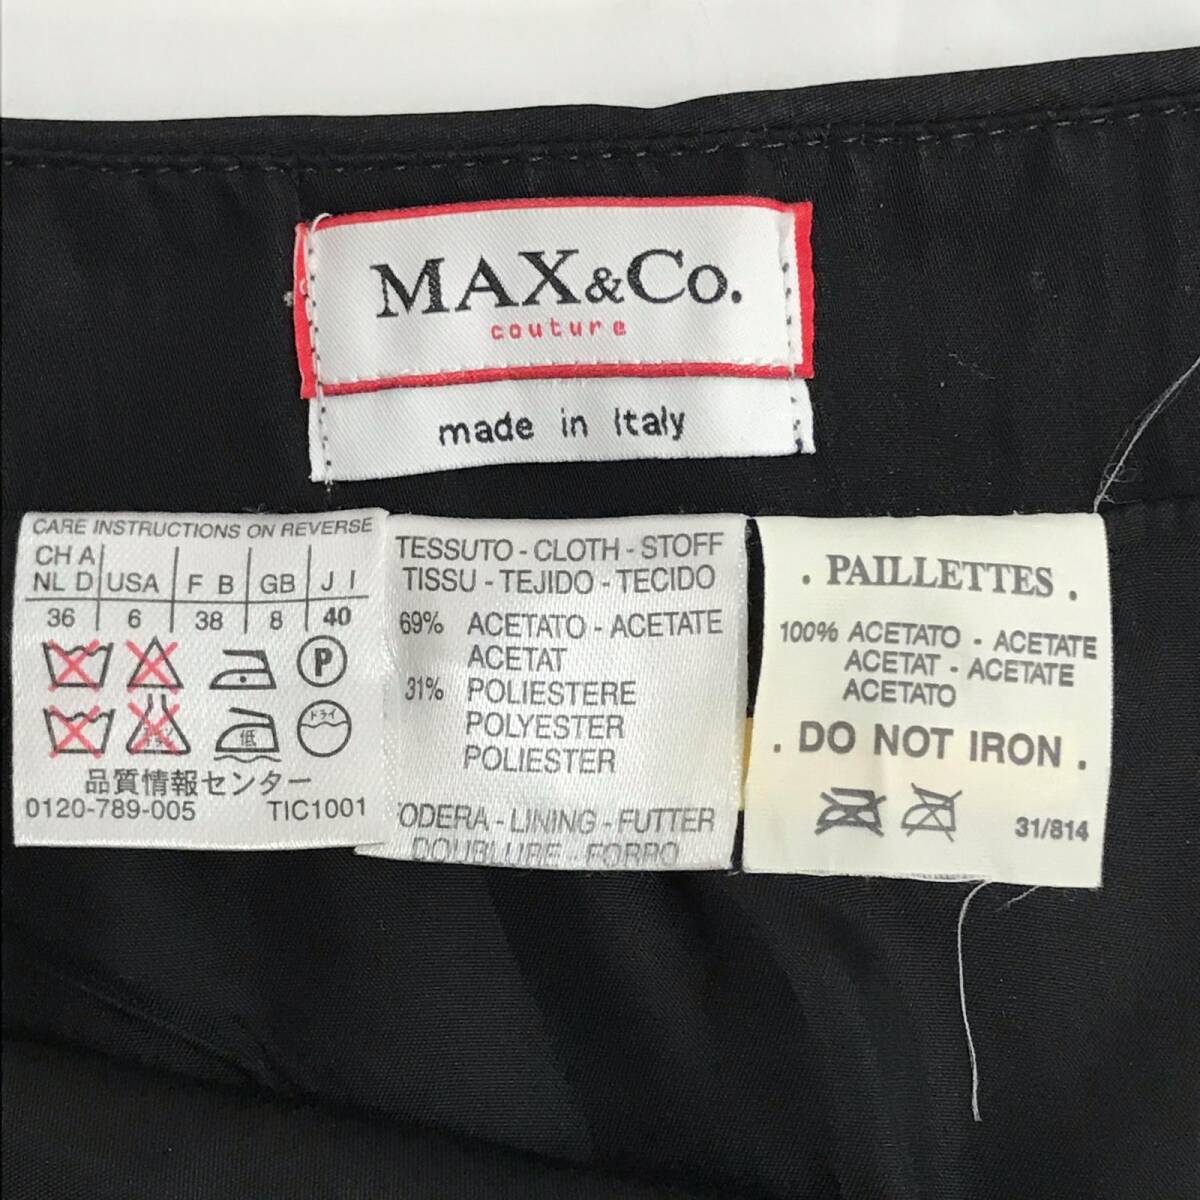 MAX&Co.
couture
made in Italy
CARE INSTRUCTIONS ON REVERSE
CH A
NL D USA F B GB J I
36 6 38 8 40
P
ドライ
低
品質情報センター
0120-789-005 TIC1001
TESSUTO - CLOTH - STOFF
TISSU - TEJIDO - TECIDO
69% ACETATO - ACETATE
ACETAT
31% POLIESTERE
POLYESTER
POLIESTER
ODERA - LINING - FUTTER
DOUBLURE - FORRO
. PAILLETTES .
100% ACETATO - ACETATE
ACETAT - ACETATE
ACETATO
. DO NOT IRON .
31/814